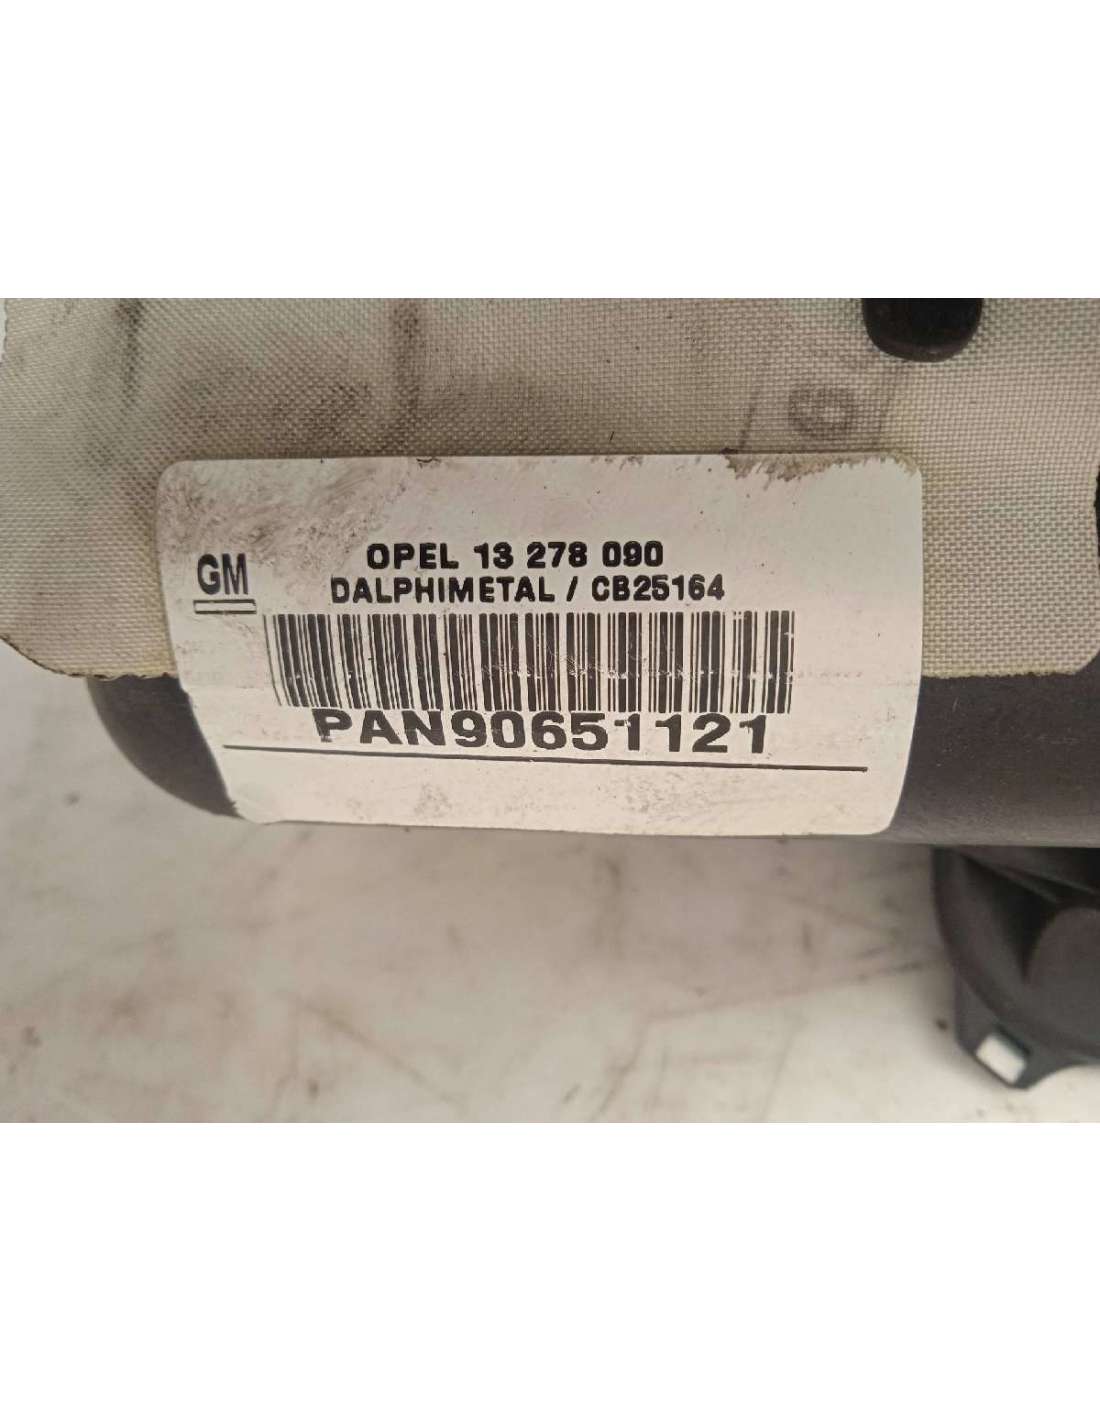 GM
OPEL 13 278 090
DALPHIMETAL / CB25164
PAN90651121